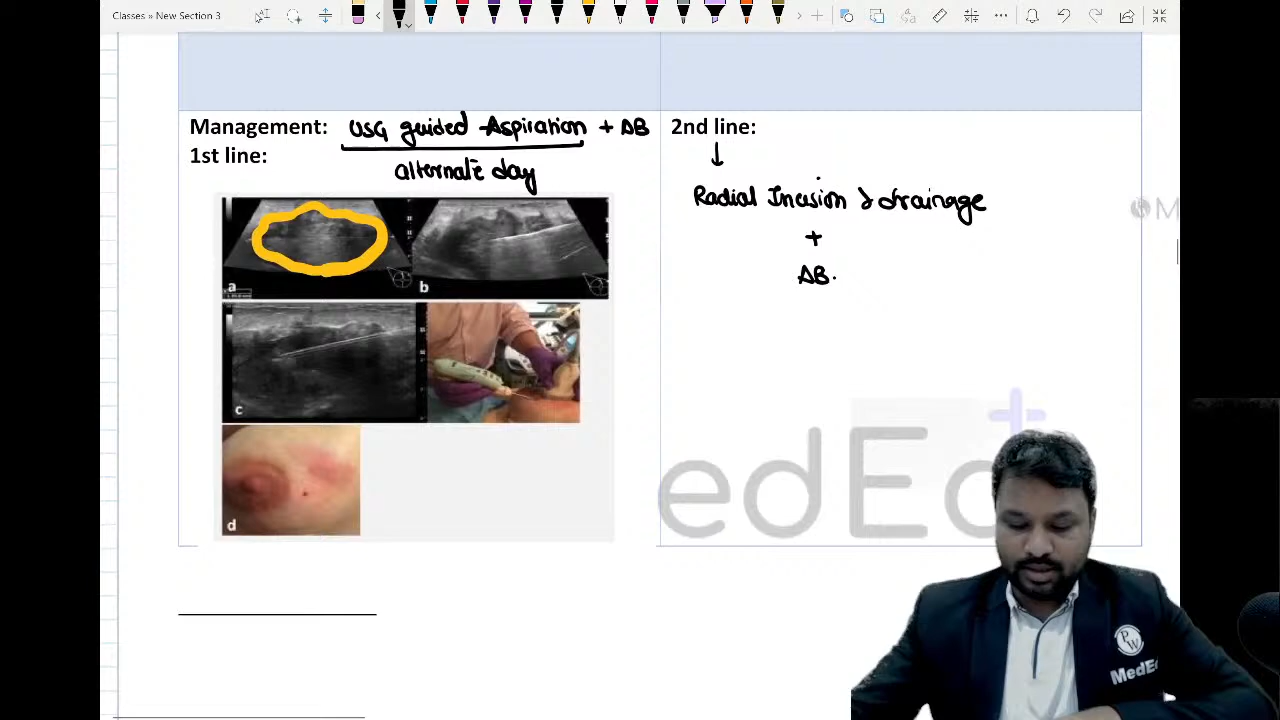 Classes » New Section 3
Management: USG guided Aspiration + AB
1st line:
alternate day
a
b
c
d
2nd line:
Radial Incision & drainage
+
AB.
M
edEd
PW
MedEd